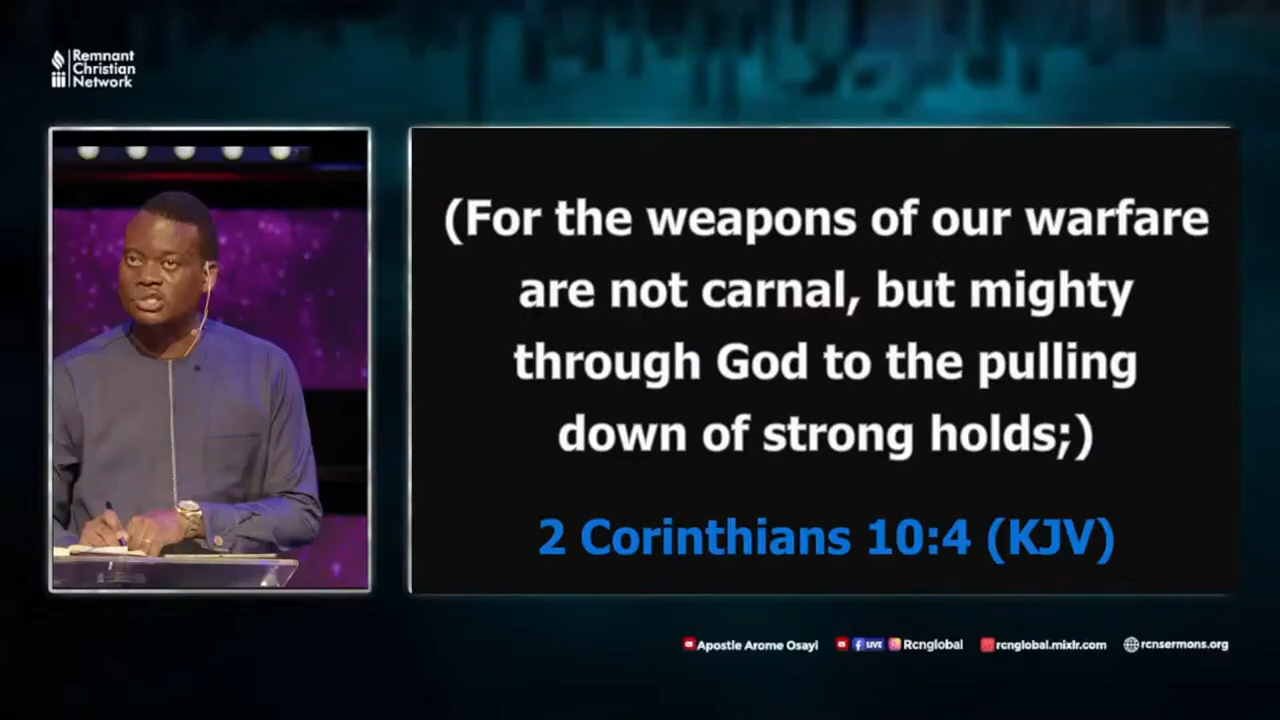 Remnant
Christian
Network
(For the weapons of our warfare
are not carnal, but mighty
through God to the pulling
down of strong holds;)
2 Corinthians 10:4 (KJV)
Apostle Arome Osayi
LIVE Rcnglobal
rcnglobal.mixlr.com
rcnsermons.org